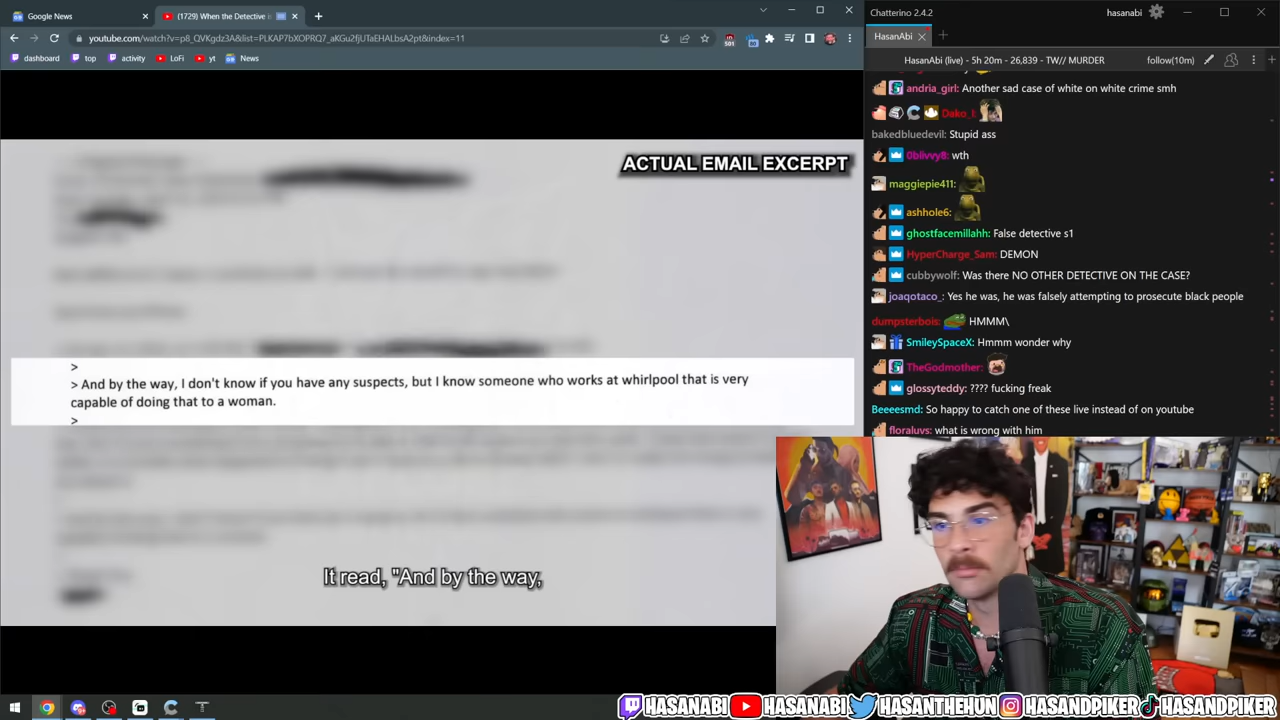 Google News
(1729) When the Detective is
youtube.com/watch?v=p8_QVKgdz3A&list=PLKAP7bXOPRQ7_aKGu2fjUTaEHALbsA2pt&index=11
dashboard
top
activity
LoFi
yt
News
ACTUAL EMAIL EXCERPT
>
> And by the way, I don't know if you have any suspects, but I know someone who works at whirlpool that is very
capable of doing that to a woman.
>
It read, "And by the way,
Chatterino 2.4.2
hasanabi
HasanAbi
HasanAbi (live) - 5h 20m - 26,839 - TW// MURDER
follow(10m)
andria_girl: Another sad case of white on white crime smh
Dako_I:
bakedbluedevil: Stupid ass
0blivvy8: wth
maggiepie411:
ashhole6:
ghostfacemillahh: False detective s1
HyperCharge_Sam: DEMON
cubbywolf: Was there NO OTHER DETECTIVE ON THE CASE?
joaqotaco_: Yes he was, he was falsely attempting to prosecute black people
dumpsterbois: HMMM\
SmileySpaceX: Hmmm wonder why
TheGodmother:
glossyteddy: ???? fucking freak
Beeeesmd: So happy to catch one of these live instead of on youtube
floraluvs: what is wrong with him
HASANABI
HASANABI
HASANTHEHUN
HASANDPIKER
HASANDPIKER